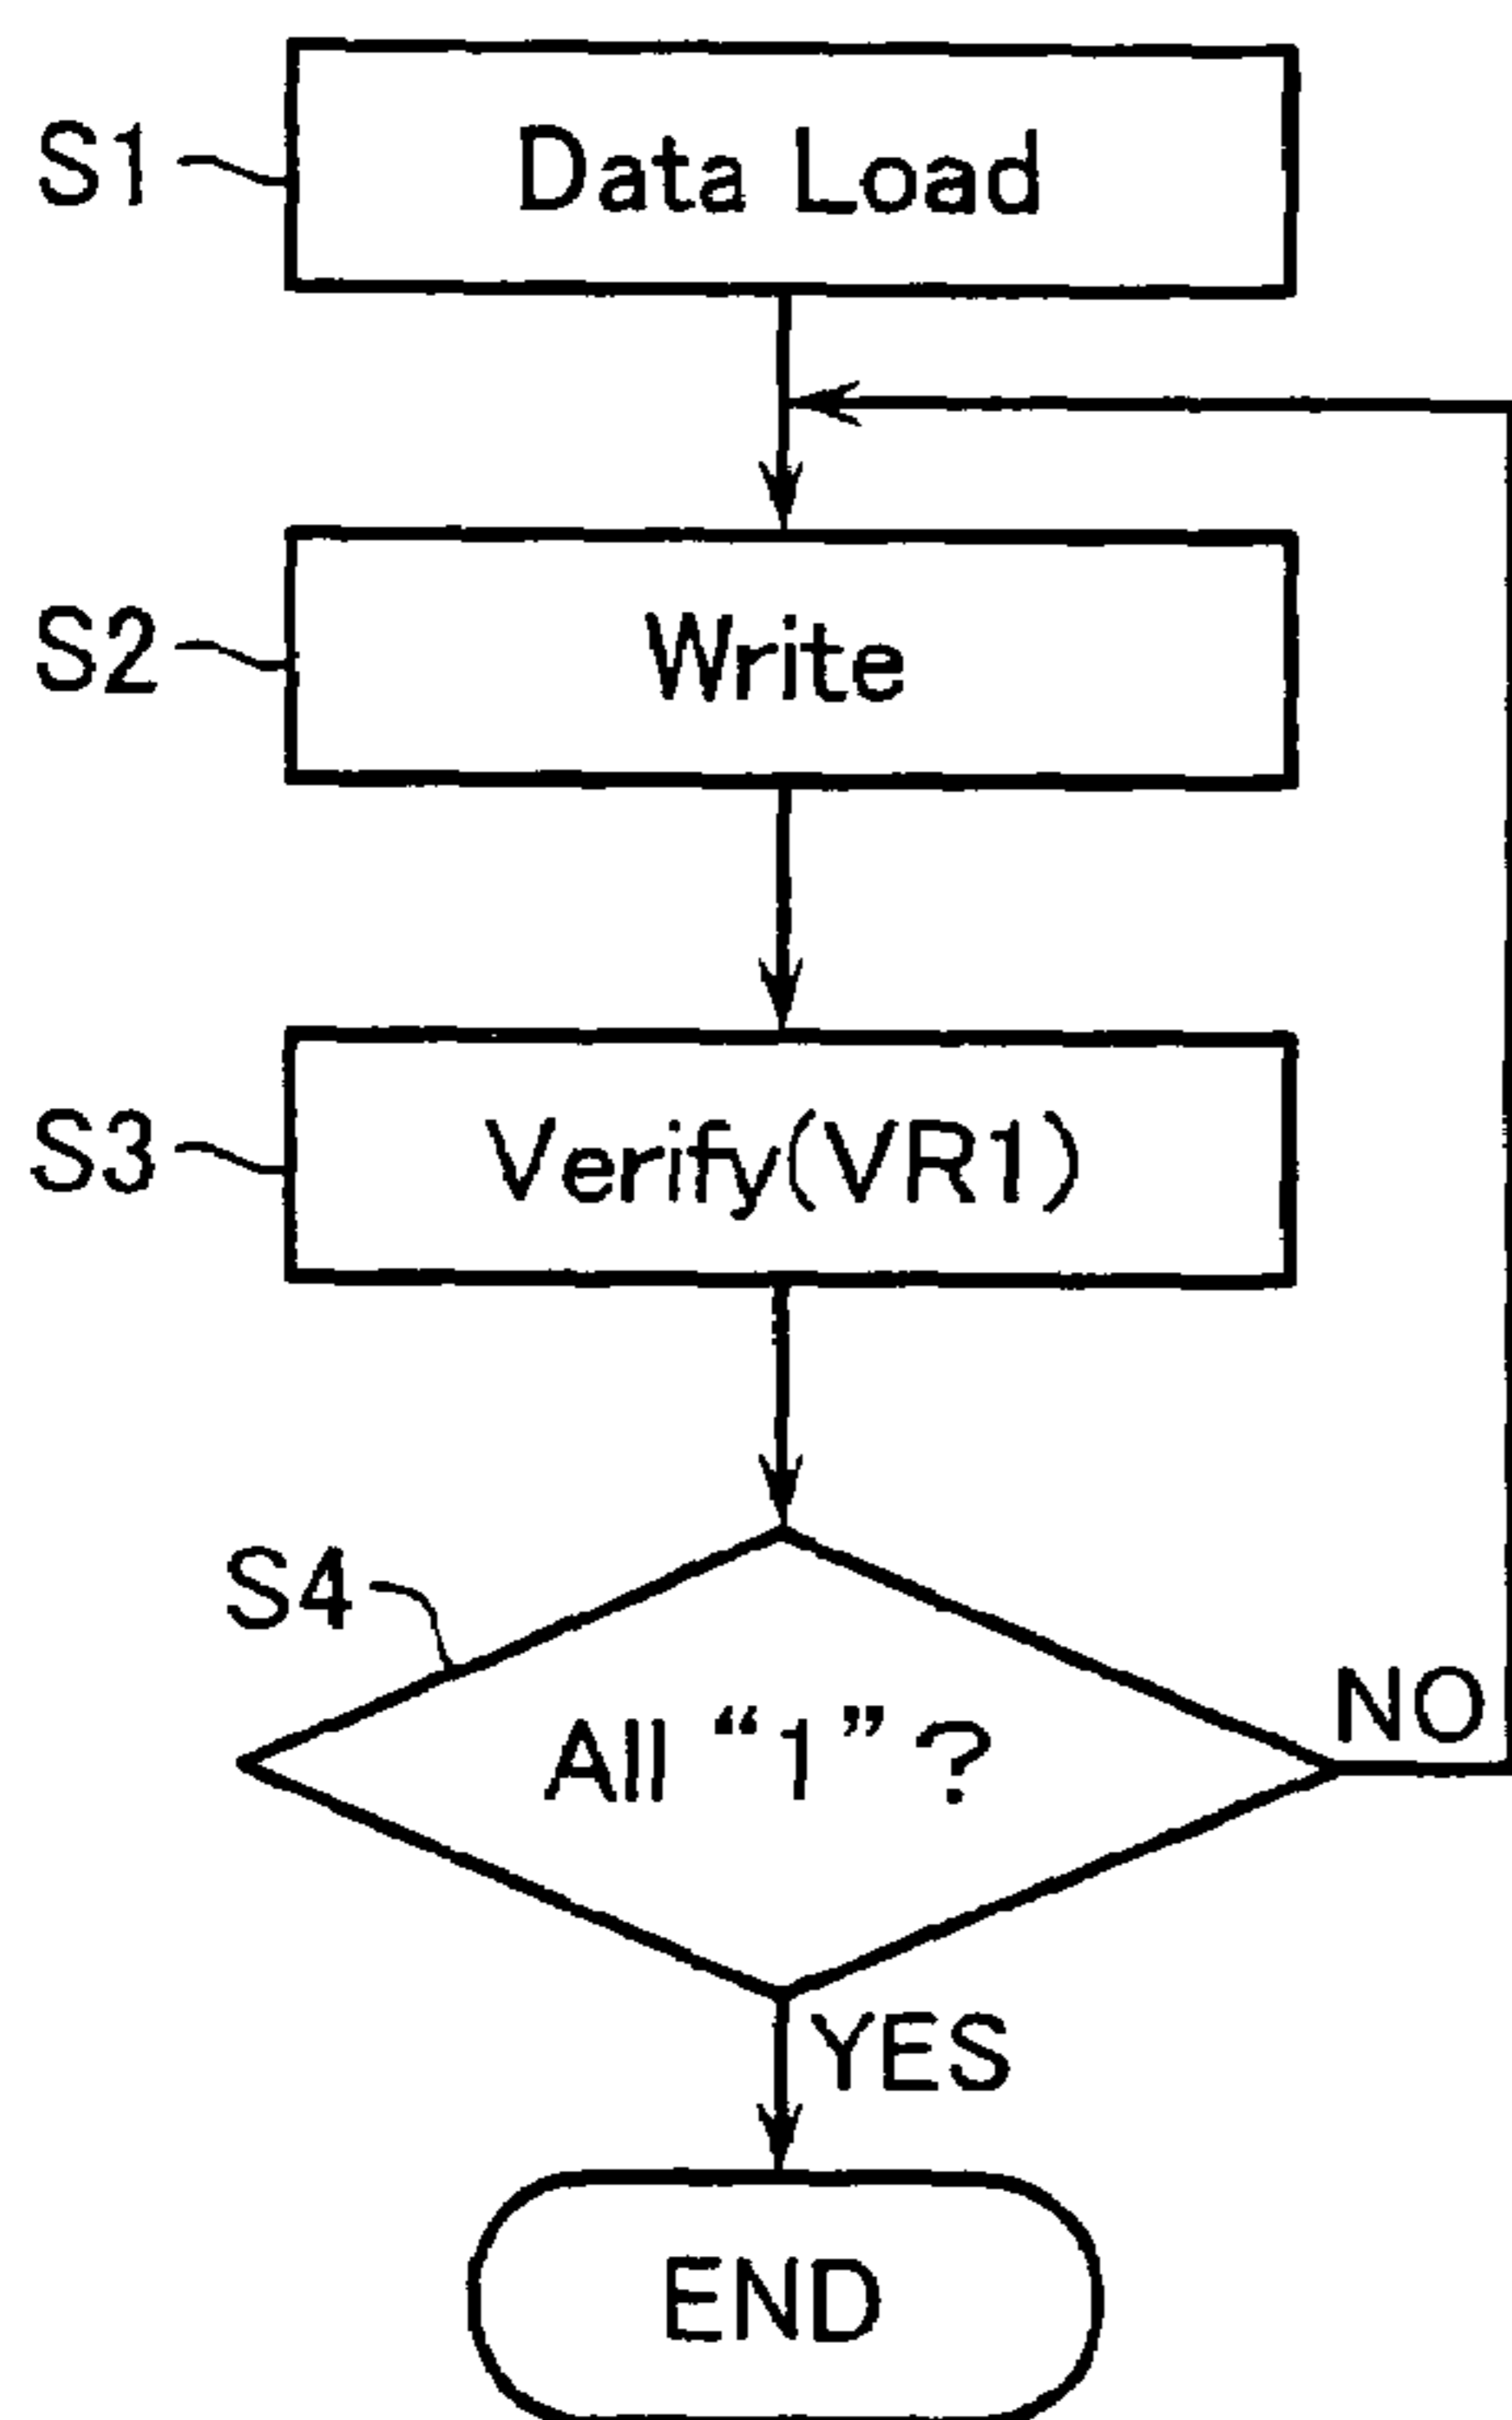 S1
Data Load
S2
Write
S3
Verify(VR1)
S4
All “1”?
NO
YES
END